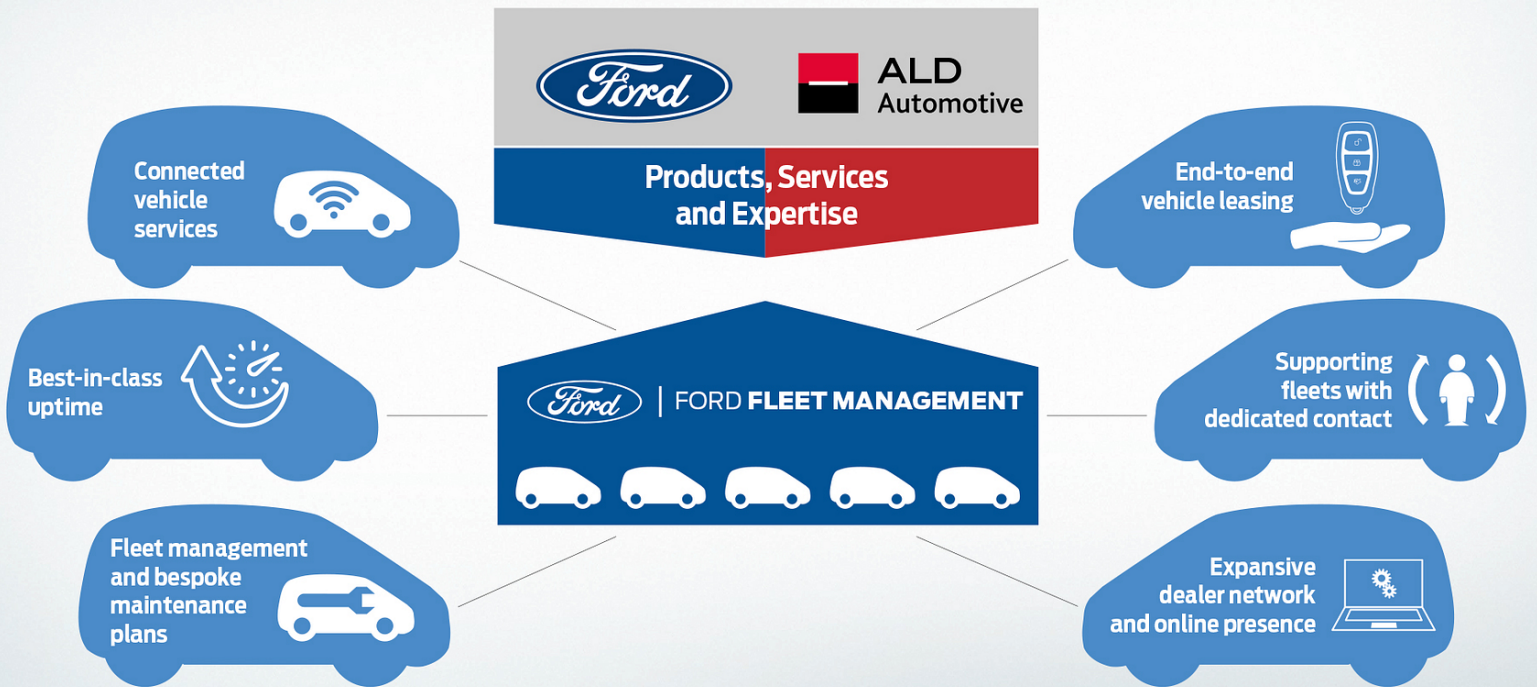 Ford
ALD
Automotive
Products, Services
and Expertise
Connected
vehicle
services
End-to-end
vehicle leasing
Best-in-class
uptime
Ford | FORD FLEET MANAGEMENT
Supporting
fleets with
dedicated contact
Fleet management
and bespoke
maintenance
plans
Expansive
dealer network
and online presence